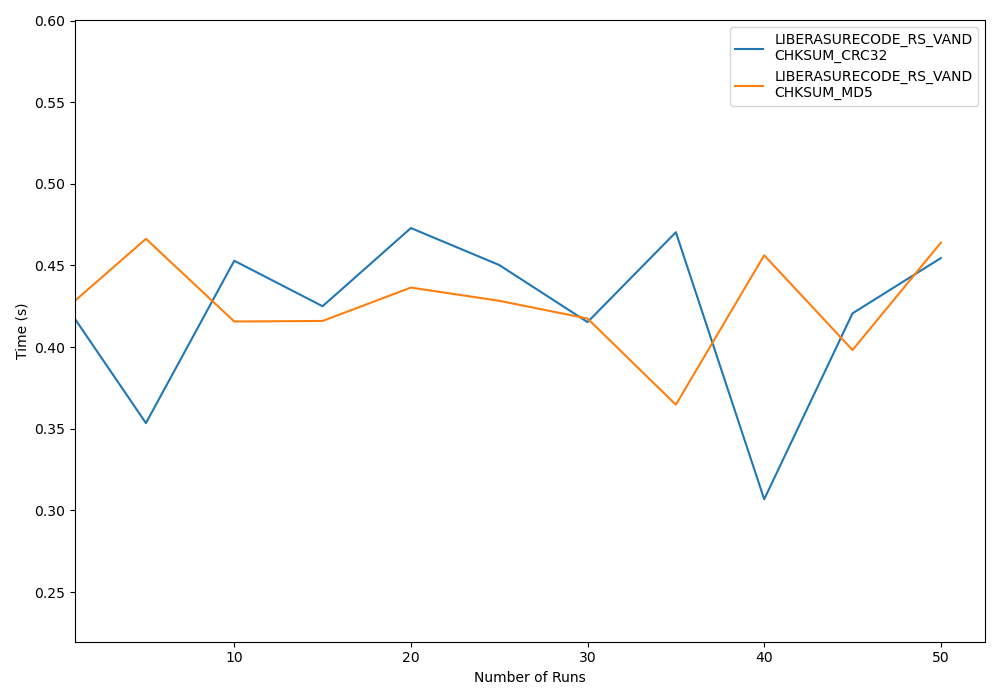 0.60
0.55
0.50
0.45
0.40
0.35
0.30
0.25
Time (s)
LIBERASURECODE_RS_VAND
CHKSUM_CRC32
LIBERASURECODE_RS_VAND
CHKSUM_MD5
10 20 30 40 50
Number of Runs